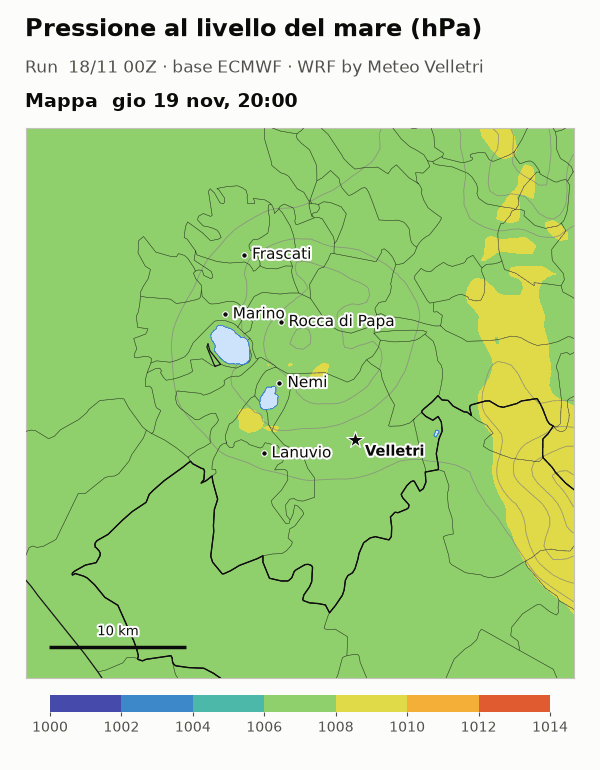 Pressione al livello del mare (hPa)
Run  18/11 00Z · base ECMWF · WRF by Meteo Velletri
Mappa  gio 19 nov, 20:00
Frascati
Marino
Rocca di Papa
Nemi
Velletri
Lanuvio
10 km
1000 1002 1004 1006 1008 1010 1012 1014